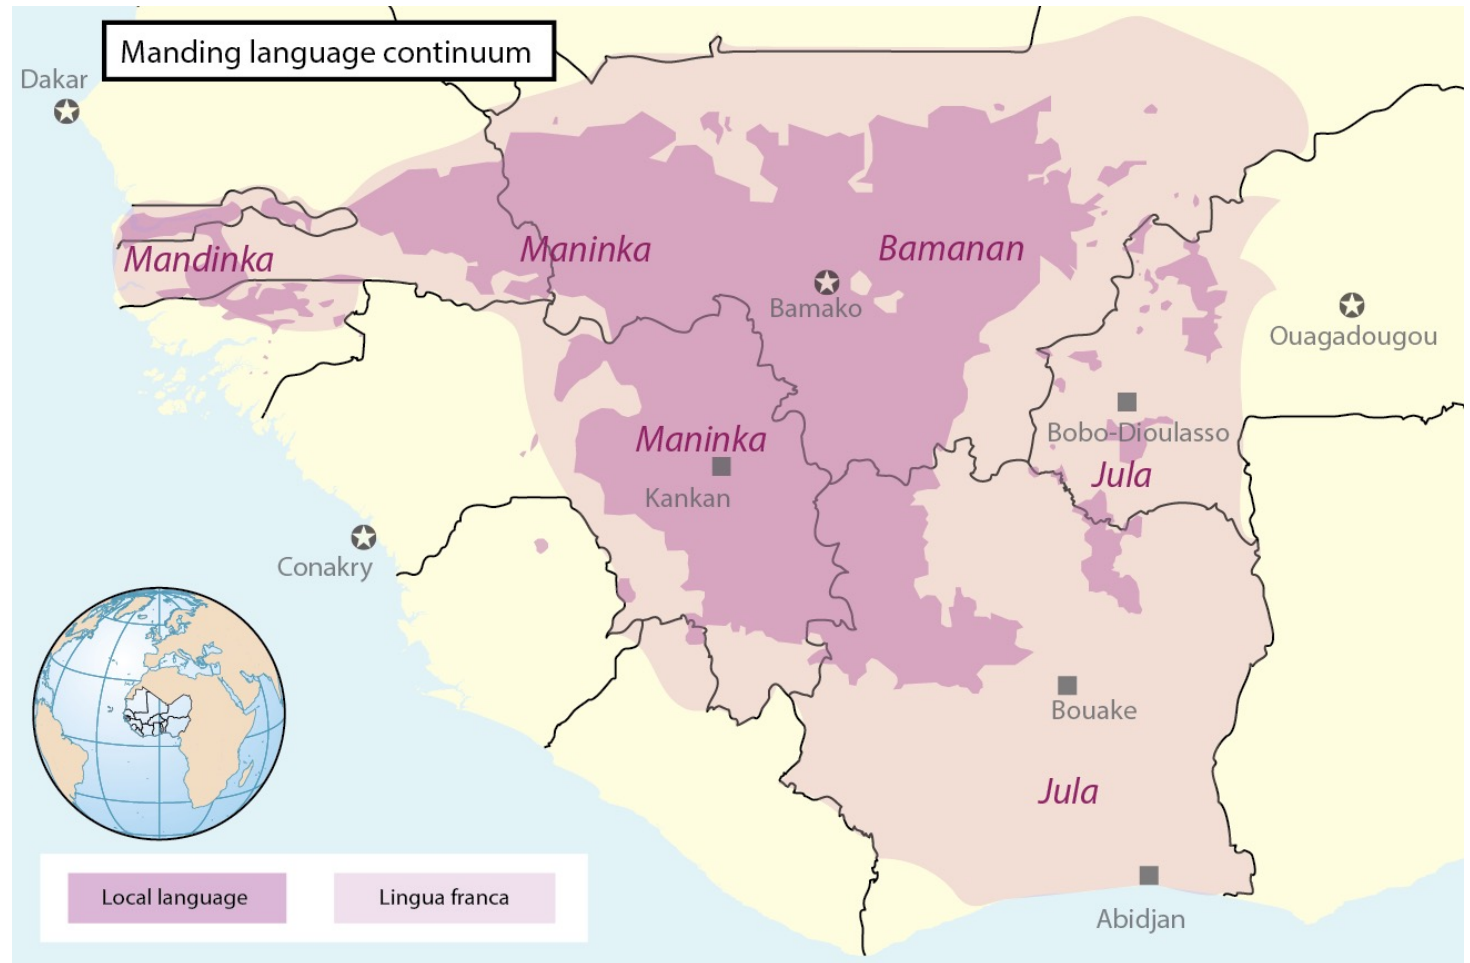 Manding language continuum
Dakar
Mandinka
Maninka
Bamanan
Bamako
Ouagadougou
Maninka
Kankan
Bobo-Dioulasso
Jula
Conakry
Bouake
Jula
Abidjan
Local language
Lingua franca